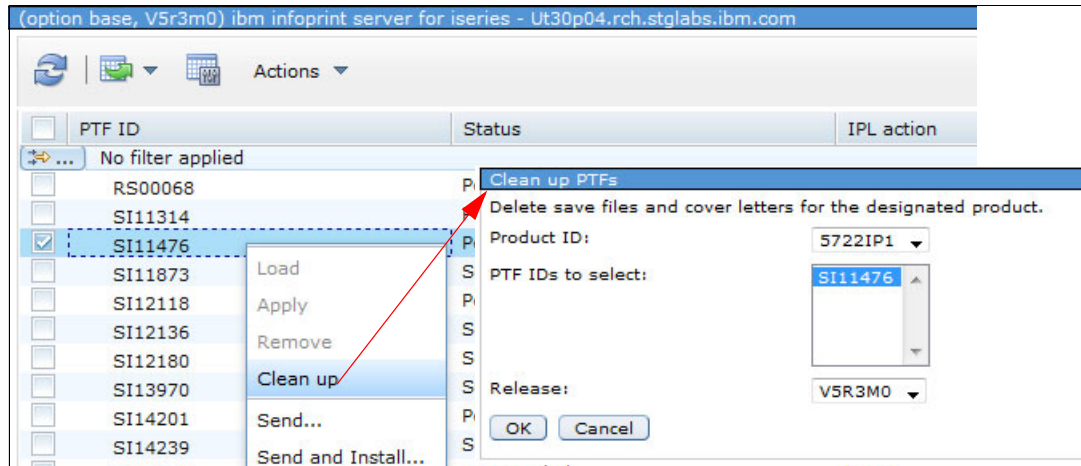 (option base, V5r3m0) ibm infoprint server for iseries - Ut30p04.rch.stglabs.ibm.com
Actions
PTF ID Status IPL action
... No filter applied
RS00068
SI11314
SI11476
SI11873
SI12118
SI12136
SI12180
SI13970
SI14201
SI14239
Load
Apply
Remove
Clean up
Send...
Send and Install...
Clean up PTFs
Delete save files and cover letters for the designated product.
Product ID: 5722IP1
PTF IDs to select: SI11476
Release: V5R3M0
OK Cancel